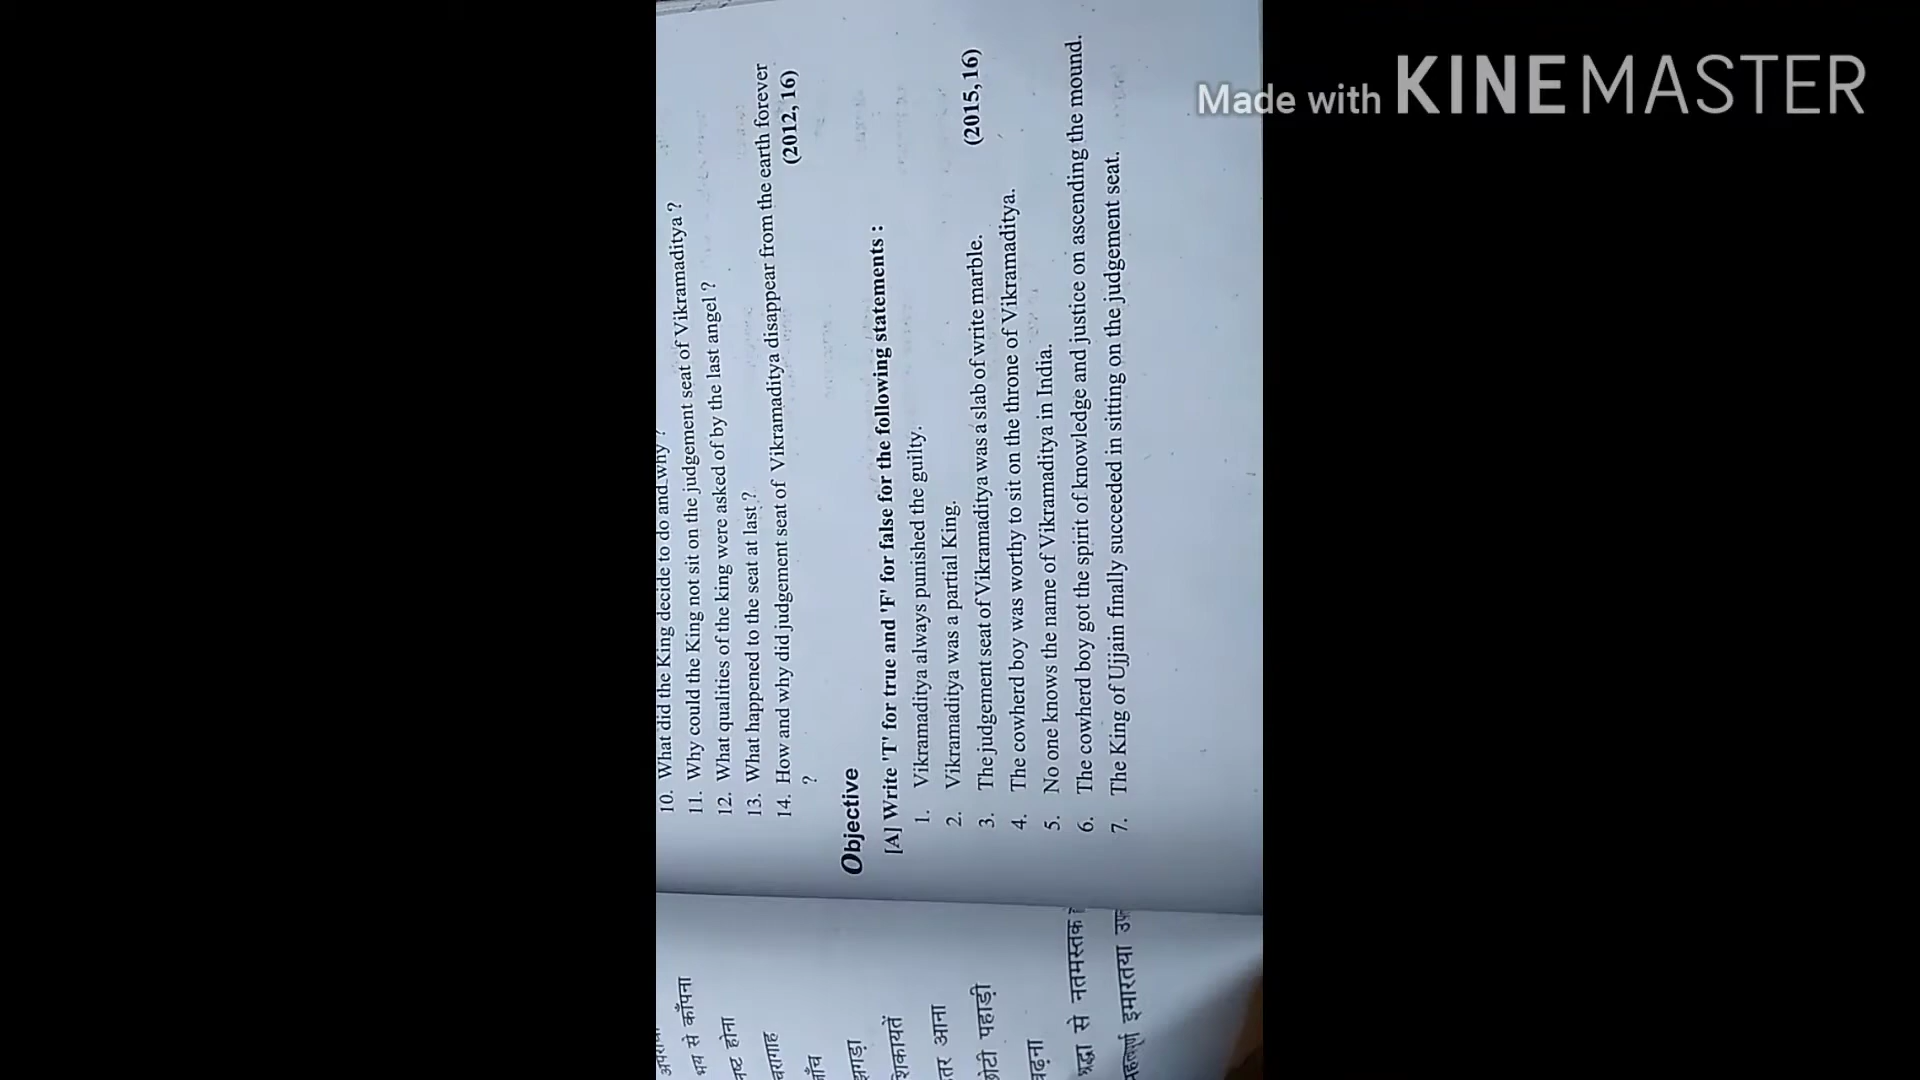 Made with KINEMASTER
10. What did the King decide to do and why ?
11. Why could the King not sit on the judgement seat of Vikramaditya ?
12. What qualities of the king were asked of by the last angel ?
13. What happened to the seat at last ?
14. How and why did judgement seat of Vikramaditya disappear from the earth forever
? (2012, 16)
Objective
[A] Write 'T' for true and 'F' for false for the following statements :
1. Vikramaditya always punished the guilty.
2. Vikramaditya was a partial King.
3. The judgement seat of Vikramaditya was a slab of write marble. (2015, 16)
4. The cowherd boy was worthy to sit on the throne of Vikramaditya.
5. No one knows the name of Vikramaditya in India.
6. The cowherd boy got the spirit of knowledge and justice on ascending the mound.
7. The King of Ujjain finally succeeded in sitting on the judgement seat.
भय से काँपना
होना
चरागाह
झगड़ा
शिकायतें
आना
पहाड़ी
से नतमस्तक
इमारतया